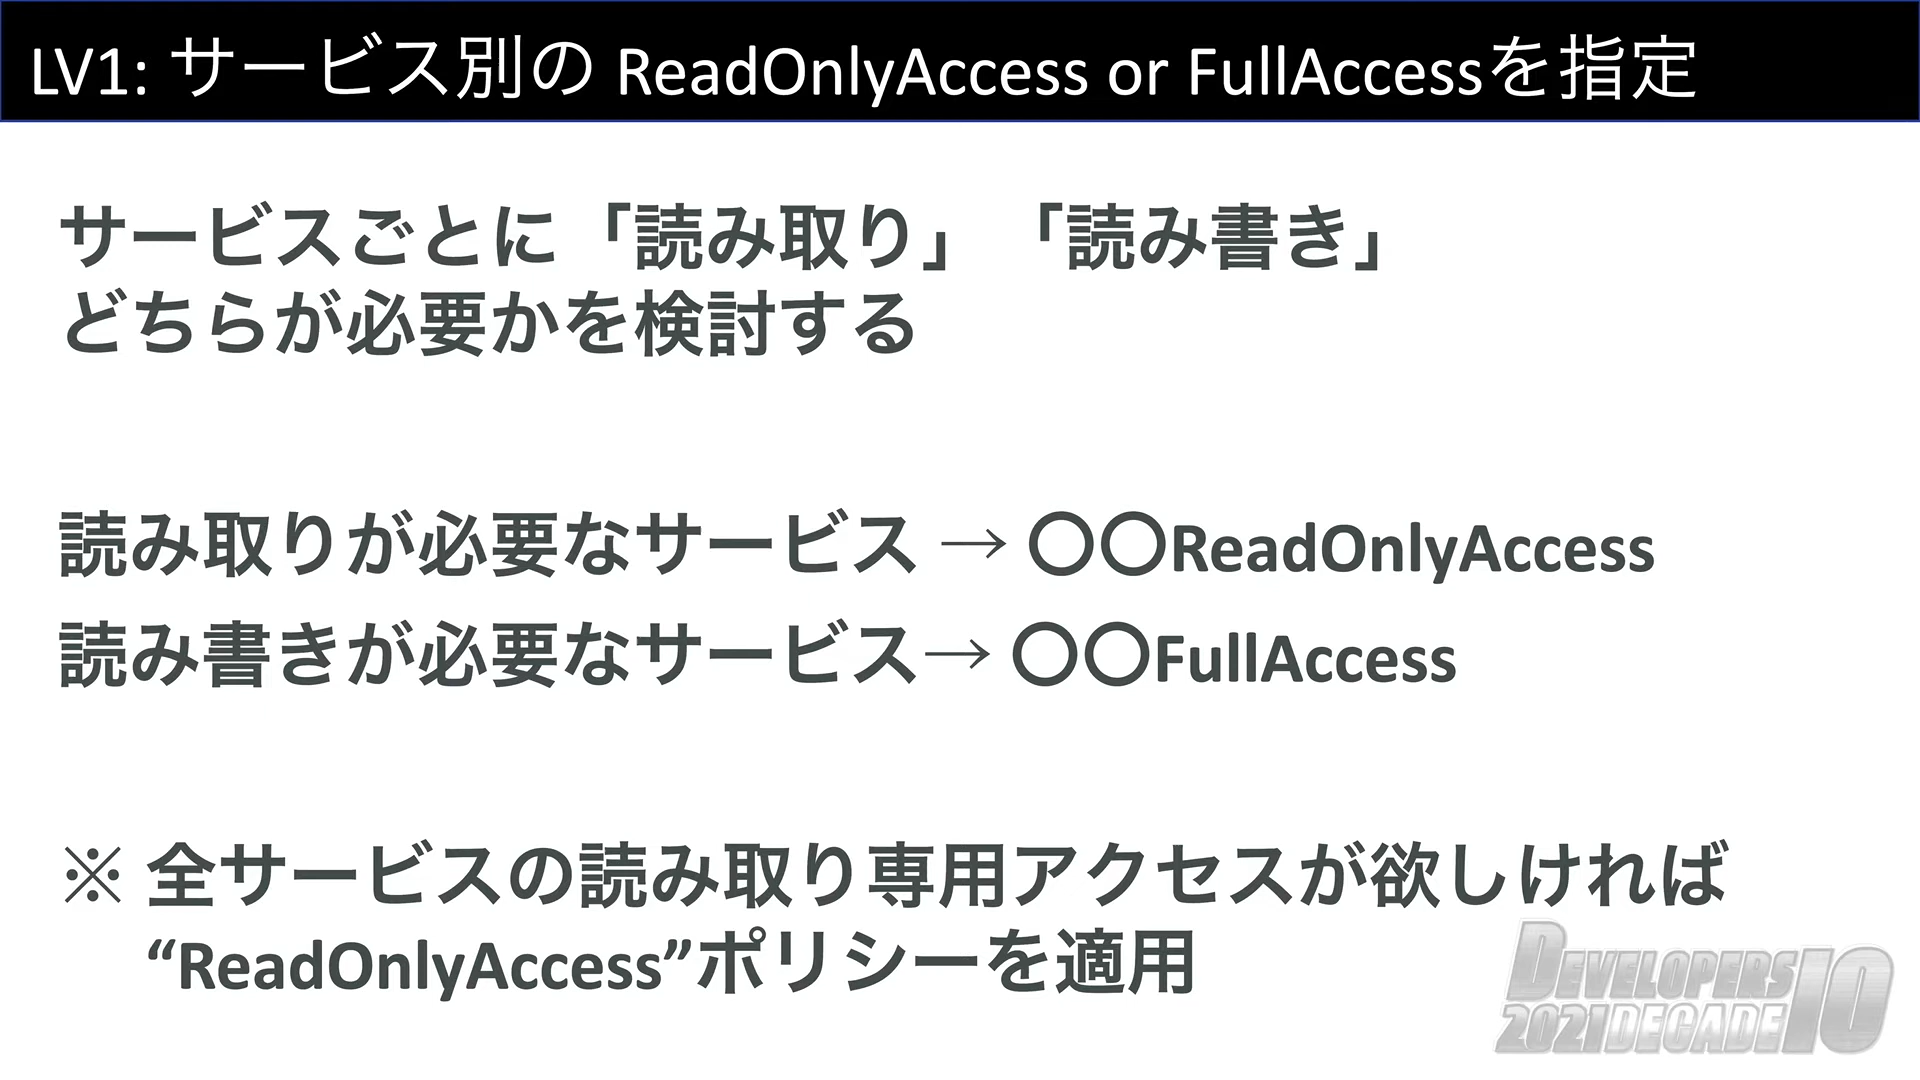 LV1: サービス別の ReadOnlyAccess or FullAccessを指定
サービスごとに「読み取り」「読み書き」
どちらが必要かを検討する
読み取りが必要なサービス → 〇〇ReadOnlyAccess
読み書きが必要なサービス→ 〇〇FullAccess
※ 全サービスの読み取り専用アクセスが欲しければ
“ReadOnlyAccess”ポリシーを適用
DEVELOPERS
2021 DECADE 10